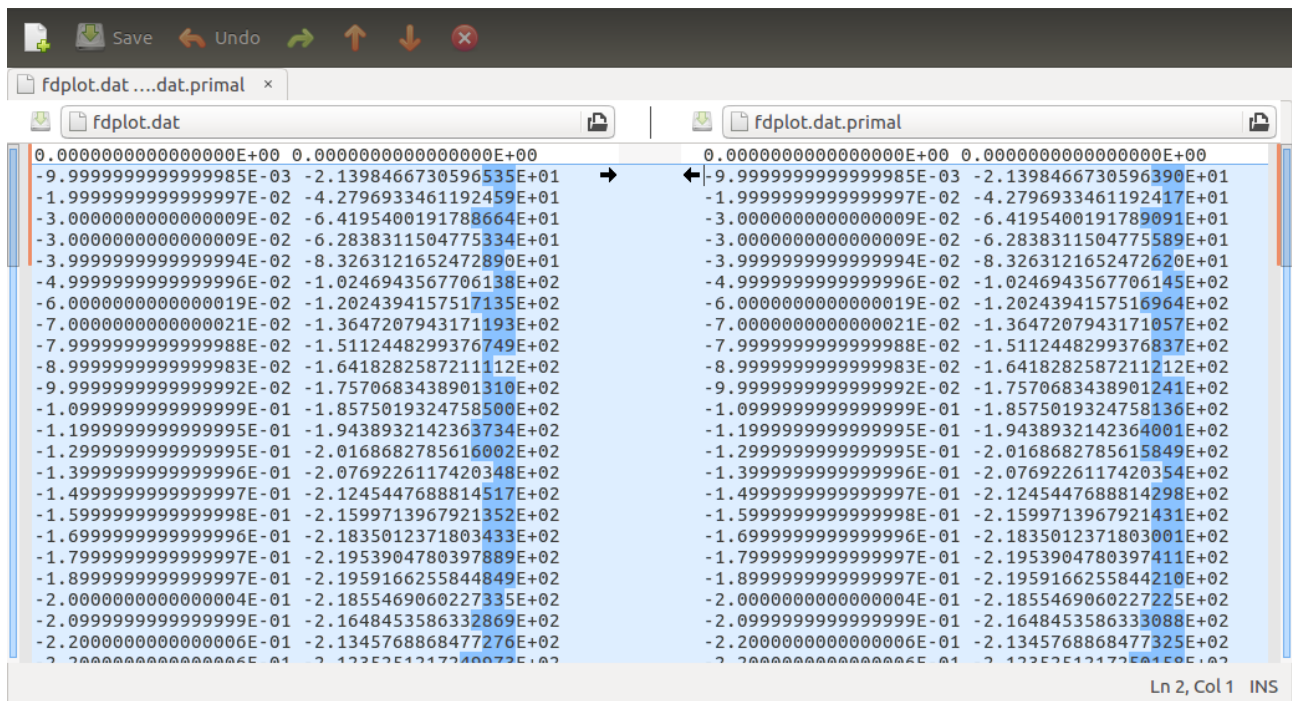 Save Undo
fdplot.dat ....dat.primal ×
fdplot.dat fdplot.dat.primal
0.0000000000000000E+00 0.0000000000000000E+00 0.0000000000000000E+00 0.0000000000000000E+00
-9.9999999999999985E-03 -2.1398466730596535E+01 -9.9999999999999985E-03 -2.1398466730596390E+01
-1.9999999999999997E-02 -4.2796933461192459E+01 -1.9999999999999997E-02 -4.2796933461192417E+01
-3.0000000000000009E-02 -6.4195400191788664E+01 -3.0000000000000009E-02 -6.4195400191789091E+01
-3.0000000000000009E-02 -6.2838311504775334E+01 -3.0000000000000009E-02 -6.2838311504775589E+01
-3.9999999999999994E-02 -8.3263121652472890E+01 -3.9999999999999994E-02 -8.3263121652472620E+01
-4.9999999999999996E-02 -1.0246943567706138E+02 -4.9999999999999996E-02 -1.0246943567706145E+02
-6.0000000000000019E-02 -1.2024394157517135E+02 -6.0000000000000019E-02 -1.2024394157516964E+02
-7.0000000000000021E-02 -1.3647207943171193E+02 -7.0000000000000021E-02 -1.3647207943171057E+02
-7.9999999999999988E-02 -1.5112448299376749E+02 -7.9999999999999988E-02 -1.5112448299376837E+02
-8.9999999999999983E-02 -1.6418282587211112E+02 -8.9999999999999983E-02 -1.6418282587211212E+02
-9.9999999999999992E-02 -1.7570683438901310E+02 -9.9999999999999992E-02 -1.7570683438901241E+02
-1.0999999999999999E-01 -1.8575019324758500E+02 -1.0999999999999999E-01 -1.8575019324758136E+02
-1.1999999999999995E-01 -1.9438932142363734E+02 -1.1999999999999995E-01 -1.9438932142364001E+02
-1.2999999999999995E-01 -2.0168682785616002E+02 -1.2999999999999995E-01 -2.0168682785615849E+02
-1.3999999999999996E-01 -2.0769226117420348E+02 -1.3999999999999996E-01 -2.0769226117420354E+02
-1.4999999999999997E-01 -2.1245447688814517E+02 -1.4999999999999997E-01 -2.1245447688814298E+02
-1.5999999999999998E-01 -2.1599713967921352E+02 -1.5999999999999998E-01 -2.1599713967921431E+02
-1.6999999999999996E-01 -2.1835012371803433E+02 -1.6999999999999996E-01 -2.1835012371803001E+02
-1.7999999999999997E-01 -2.1953904780397889E+02 -1.7999999999999997E-01 -2.1953904780397411E+02
-1.8999999999999997E-01 -2.1959166255844849E+02 -1.8999999999999997E-01 -2.1959166255844210E+02
-2.0000000000000004E-01 -2.1855469060227335E+02 -2.0000000000000004E-01 -2.1855469060227225E+02
-2.0999999999999999E-01 -2.1648453586332869E+02 -2.0999999999999999E-01 -2.1648453586333088E+02
-2.2000000000000006E-01 -2.1345768868477276E+02 -2.2000000000000006E-01 -2.1345768868477325E+02
Ln 2, Col 1 INS